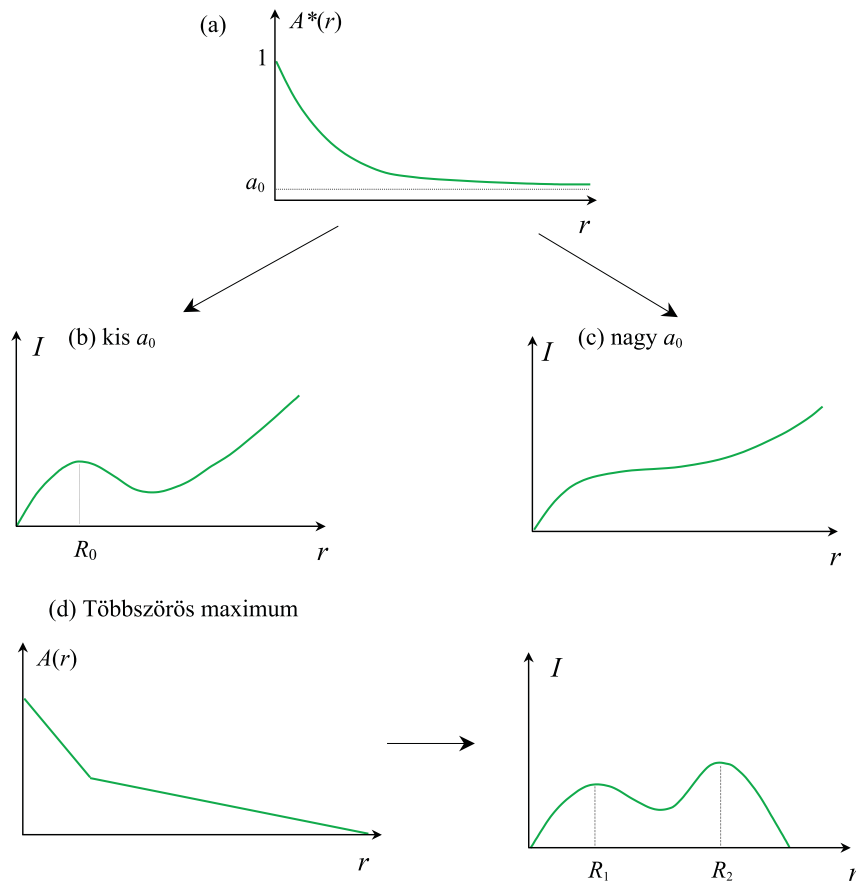 (a)
A*(r)
1
a₀
r
(b) kis a₀
I
R₀
r
(c) nagy a₀
I
r
(d) Többszörös maximum
A(r)
r
I
R₁
R₂
r